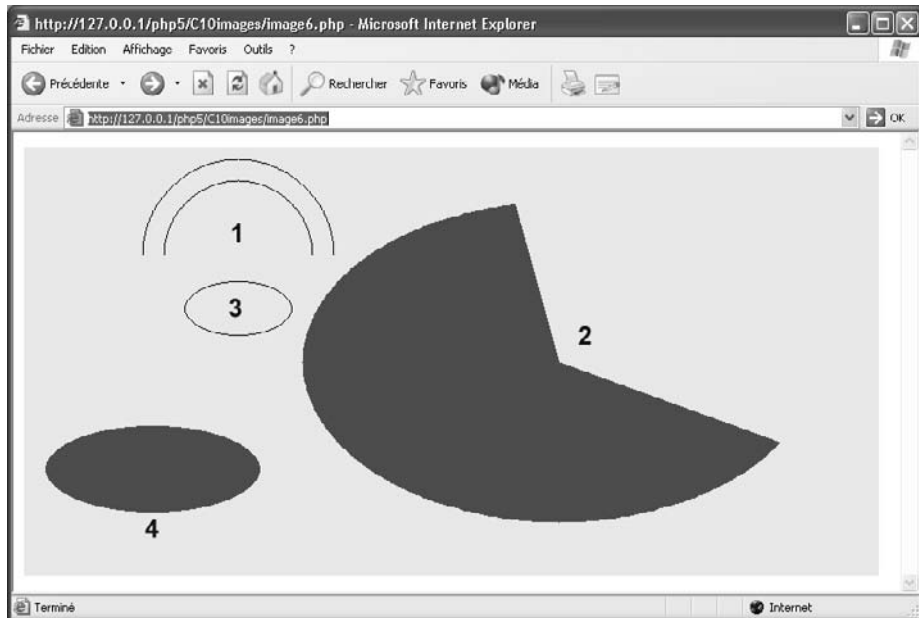 http://127.0.0.1/php5/C10images/image6.php - Microsoft Internet Explorer
Fichier Edition Affichage Favoris Outils ?
Précédente Rechercher Favoris Média
Adresse http://127.0.0.1/php5/C10images/image6.php OK
1
3
2
4
Terminé Internet